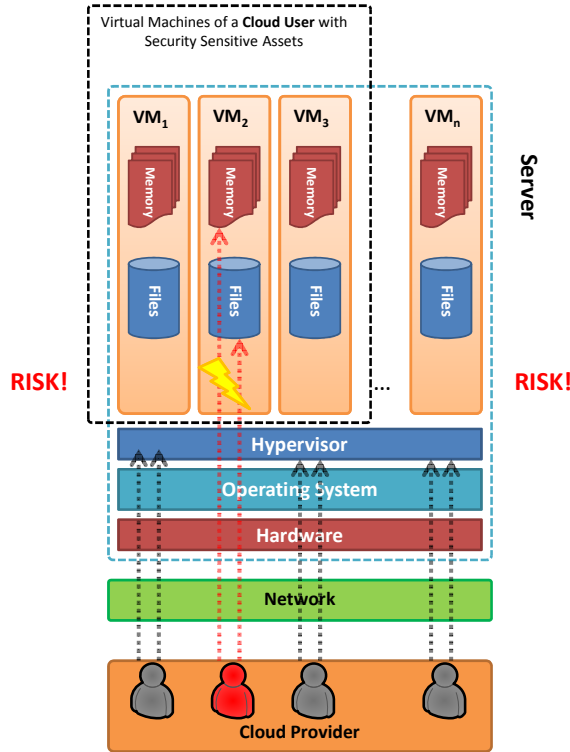 Virtual Machines of a Cloud User with
Security Sensitive Assets
VM1
VM2
VM3
VMn
Memory
Memory
Memory
Memory
Server
Files
Files
Files
Files
RISK!
...
RISK!
Hypervisor
Operating System
Hardware
Network
Cloud Provider